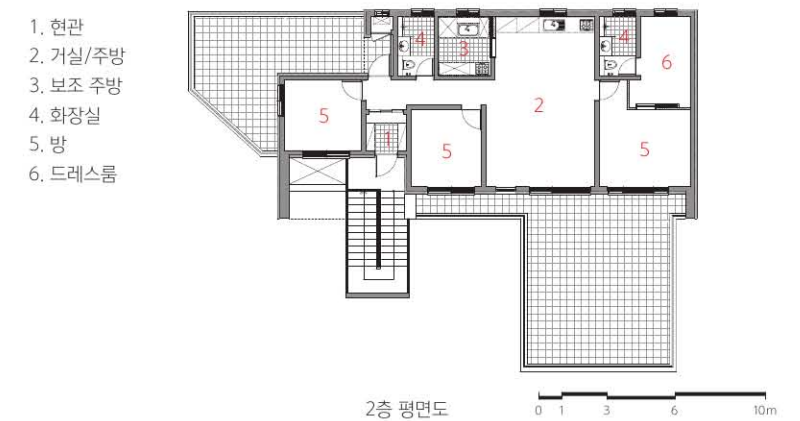 1. 현관
2. 거실/주방
3. 보조 주방
4. 화장실
5. 방
6. 드레스룸
4
3
4
6
2
5
1
5
5
2층 평면도
0 1 3 6 10m